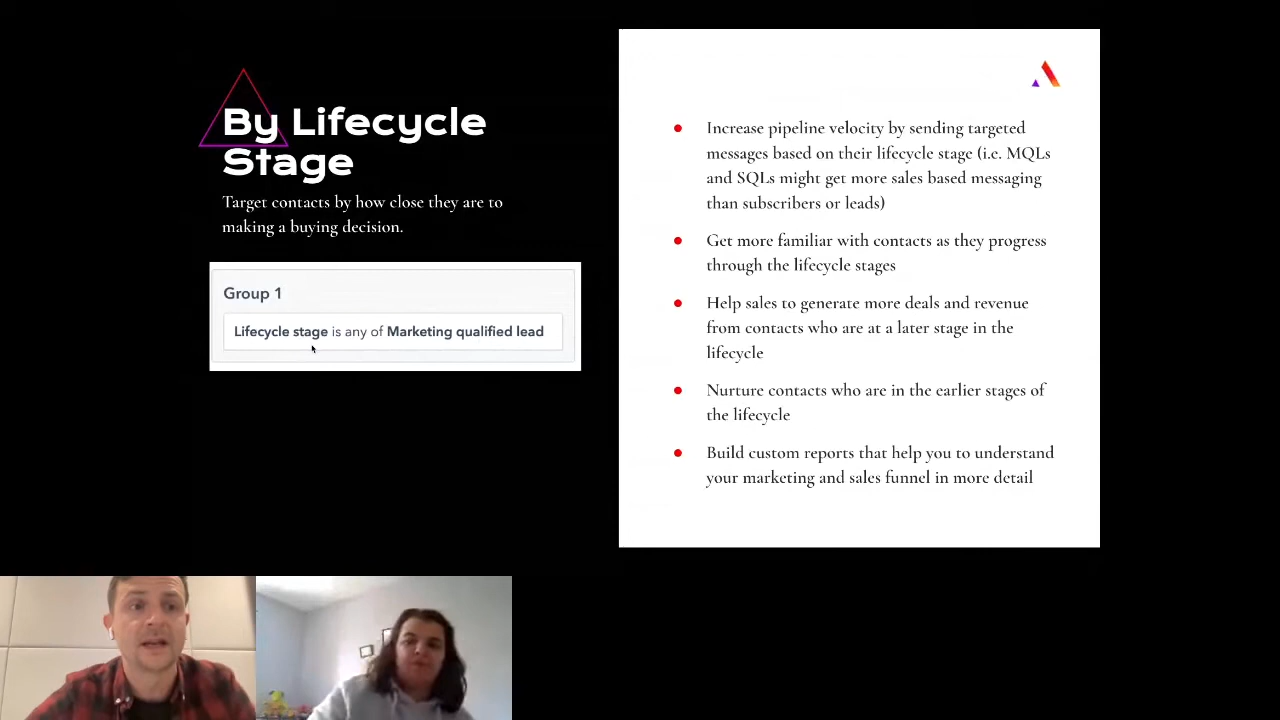 By Lifecycle
Stage
Target contacts by how close they are to
making a buying decision.
Group 1
Lifecycle stage is any of Marketing qualified lead
Increase pipeline velocity by sending targeted
messages based on their lifecycle stage (i.e. MQLs
and SQLs might get more sales based messaging
than subscribers or leads)
Get more familiar with contacts as they progress
through the lifecycle stages
Help sales to generate more deals and revenue
from contacts who are at a later stage in the
lifecycle
Nurture contacts who are in the earlier stages of
the lifecycle
Build custom reports that help you to understand
your marketing and sales funnel in more detail